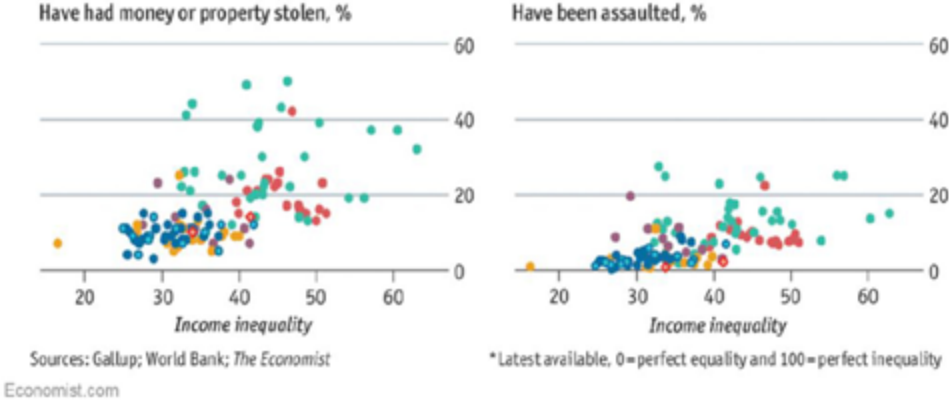 Have had money or property stolen, %
60
40
20
0
20 30 40 50 60
Income inequality
Have been assaulted, %
60
40
20
0
20 30 40 50 60
Income inequality
Sources: Gallup; World Bank; The Economist
*Latest available, 0=perfect equality and 100=perfect inequality
Economist.com